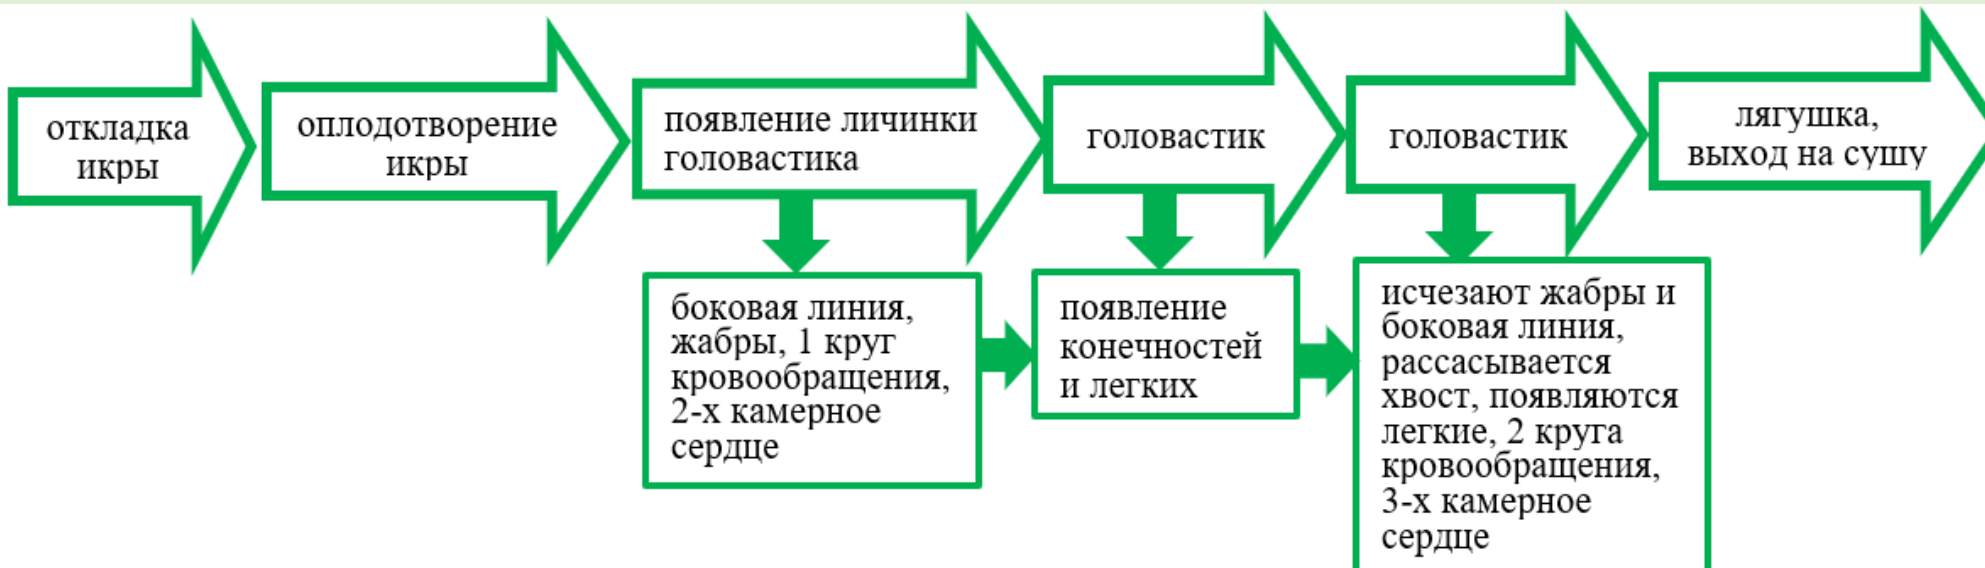 откладка
икры
оплодотворение
икры
появление личинки
головастика
головастик
головастик
лягушка,
выход на сушу
боковая линия,
жабры, 1 круг
кровообращения,
2-х камерное
сердце
появление
конечностей
и легких
исчезают жабры и
боковая линия,
рассасывается
хвост, появляются
легкие, 2 круга
кровообращения,
3-х камерное
сердце